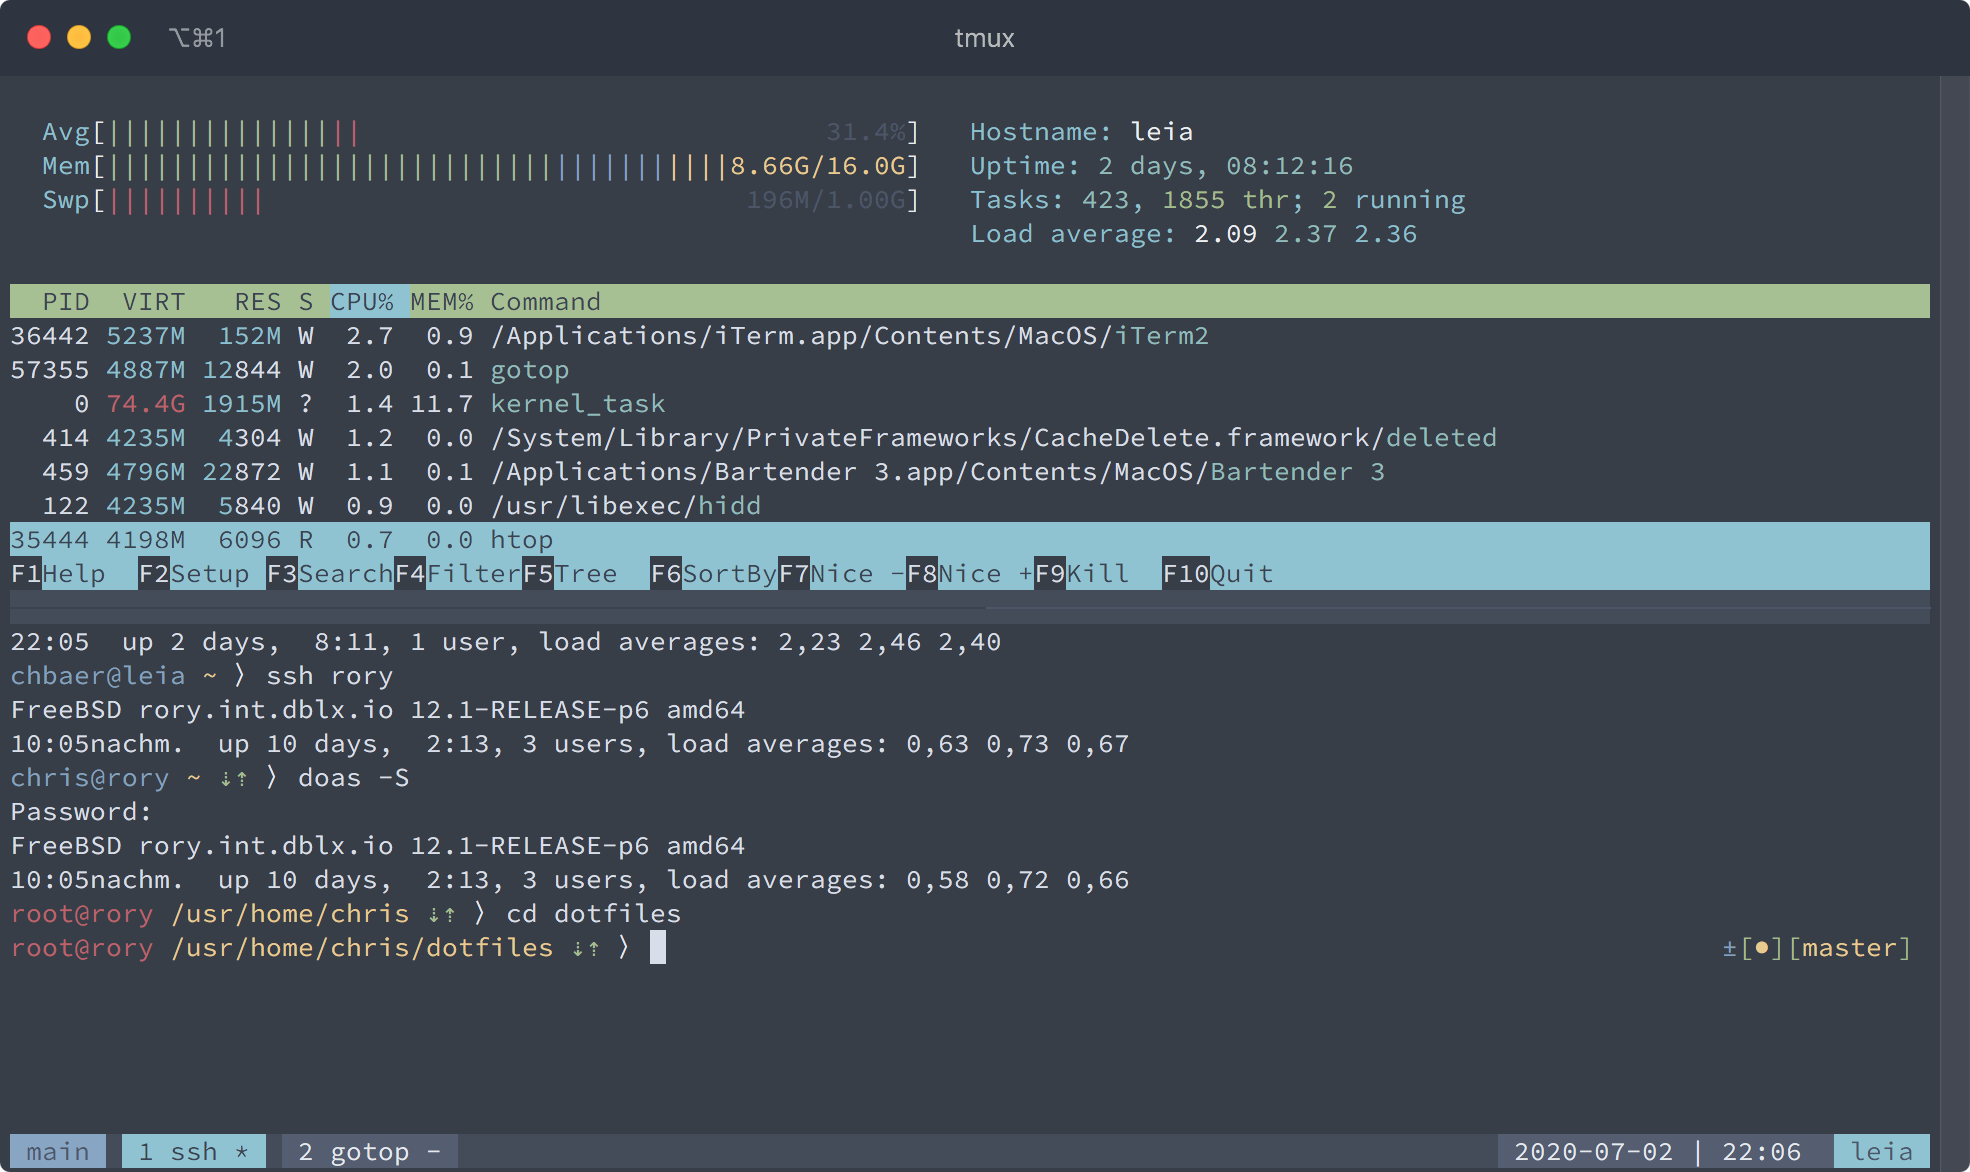 ⌥⌘1 tmux
Avg[||||||||||||||||                             31.4%] Hostname: leia
Mem[|||||||||||||||||||||||||||||||||||||||8.66G/16.0G] Uptime: 2 days, 08:12:16
Swp[||||||||||                              196M/1.00G] Tasks: 423, 1855 thr; 2 running
Load average: 2.09 2.37 2.36
PID VIRT RES S CPU% MEM% Command
36442 5237M 152M W 2.7 0.9 /Applications/iTerm.app/Contents/MacOS/iTerm2
57355 4887M 12844 W 2.0 0.1 gotop
0 74.4G 1915M ? 1.4 11.7 kernel_task
414 4235M 4304 W 1.2 0.0 /System/Library/PrivateFrameworks/CacheDelete.framework/deleted
459 4796M 22872 W 1.1 0.1 /Applications/Bartender 3.app/Contents/MacOS/Bartender 3
122 4235M 5840 W 0.9 0.0 /usr/libexec/hidd
35444 4198M 6096 R 0.7 0.0 htop
F1Help F2Setup F3SearchF4FilterF5Tree F6SortByF7Nice -F8Nice +F9Kill F10Quit
22:05 up 2 days, 8:11, 1 user, load averages: 2,23 2,46 2,40
chbaer@leia ~ 〉 ssh rory
FreeBSD rory.int.dblx.io 12.1-RELEASE-p6 amd64
10:05nachm. up 10 days, 2:13, 3 users, load averages: 0,63 0,73 0,67
chris@rory ~ ⇣⇡ 〉 doas -S
Password:
FreeBSD rory.int.dblx.io 12.1-RELEASE-p6 amd64
10:05nachm. up 10 days, 2:13, 3 users, load averages: 0,58 0,72 0,66
root@rory /usr/home/chris ⇣⇡ 〉 cd dotfiles
root@rory /usr/home/chris/dotfiles ⇣⇡ 〉 ±[●][master]
main 1 ssh * 2 gotop - 2020-07-02 | 22:06 leia